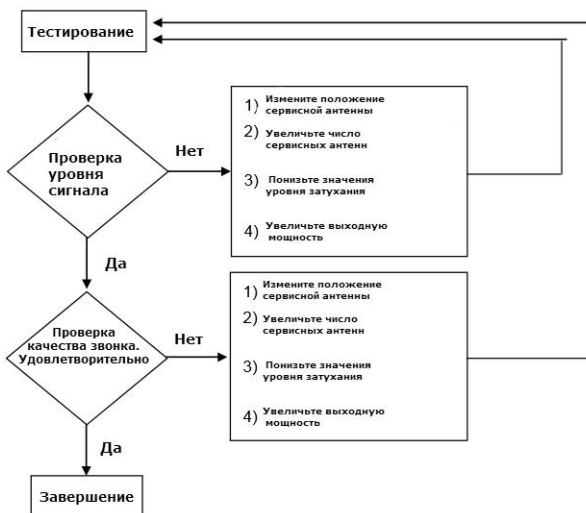 Тестирование
Проверка
уровня
сигнала
Нет
1) Измените положение
сервисной антенны
2) Увеличьте число
сервисных антенн
3) Понизьте значения
уровня затухания
4) Увеличьте выходную
мощность
Да
Проверка
качества звонка.
Удовлетворительно
Нет
1) Измените положение
сервисной антенны
2) Увеличьте число
сервисных антенн
3) Понизьте значения
уровня затухания
4) Увеличьте выходную
мощность
Да
Завершение